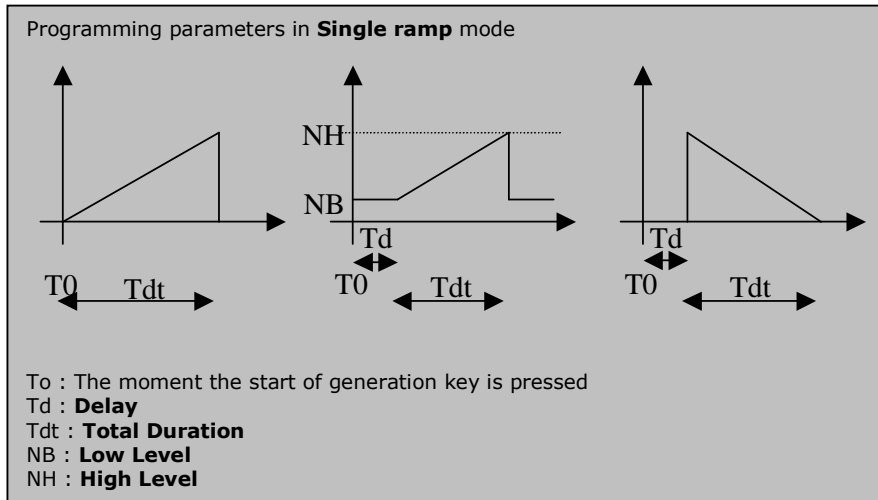 Programming parameters in Single ramp mode
NH
NB
Td
Td
T0
Tdt
T0
Tdt
T0
Tdt
To : The moment the start of generation key is pressed
Td : Delay
Tdt : Total Duration
NB : Low Level
NH : High Level